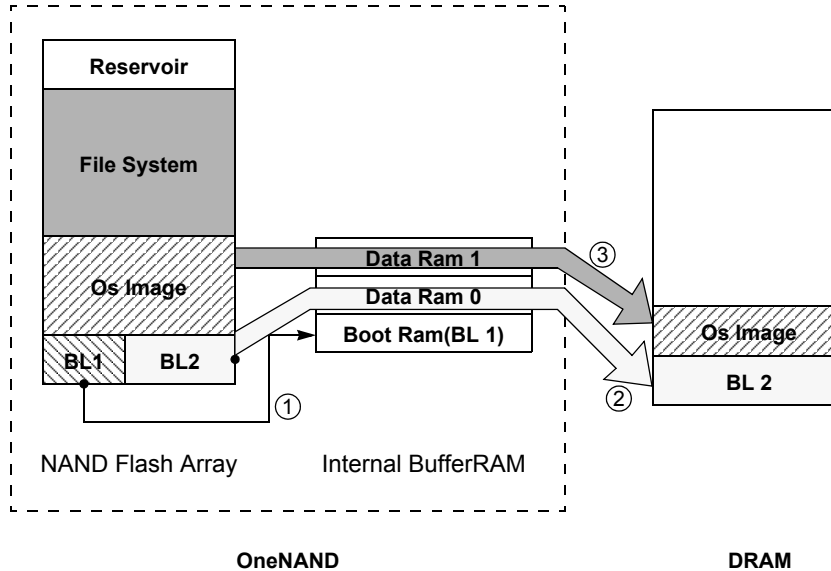 Reservoir
File System
Os Image
BL1
BL2
Data Ram 1
Data Ram 0
Boot Ram(BL 1)
①
②
③
Os Image
BL 2
NAND Flash Array
Internal BufferRAM
OneNAND
DRAM